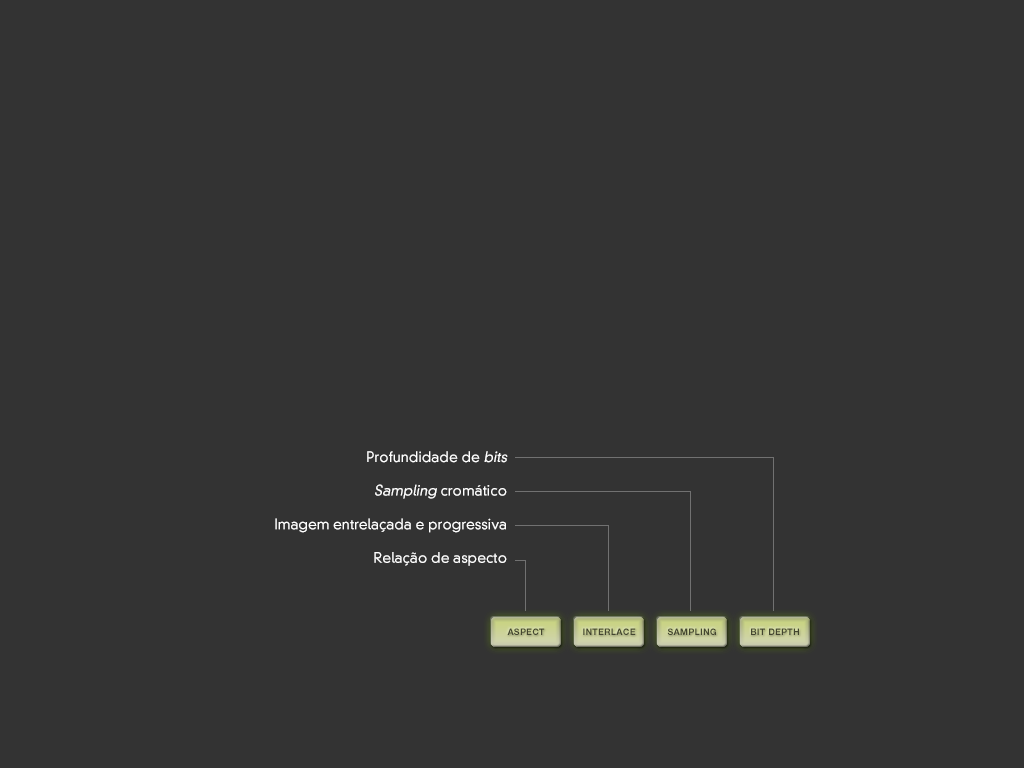 Profundidade de bits
Sampling cromático
Imagem entrelaçada e progressiva
Relação de aspecto
ASPECT INTERLACE SAMPLING BIT DEPTH